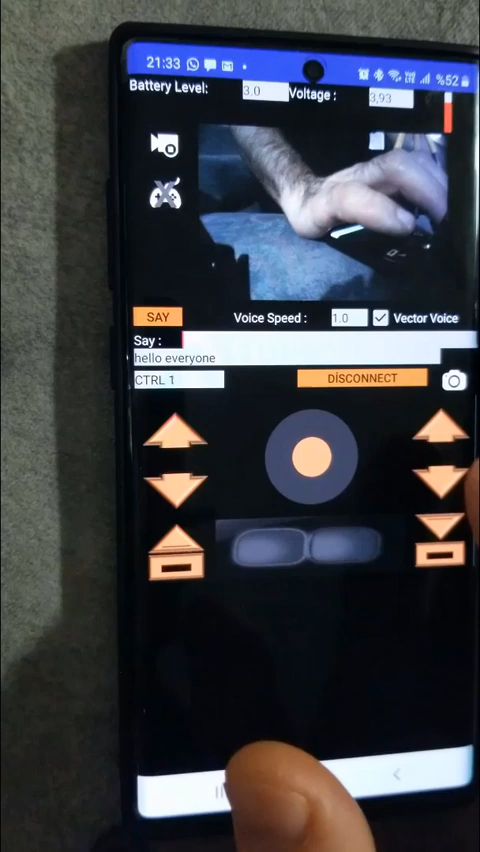 21:33 %52
Battery Level: 3.0 Voltage : 3,93
SAY Voice Speed : 1.0 Vector Voice
Say :
hello everyone
CTRL 1 DİSCONNECT